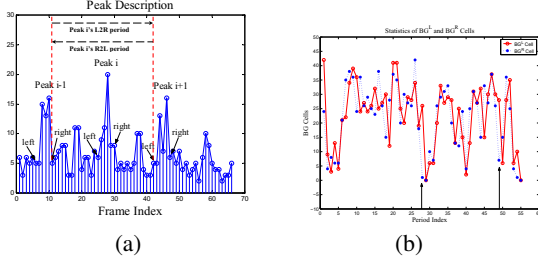 Peak Description
Peak i's L2R period
Peak i's R2L period
Peak i
Peak i-1
Peak i+1
left
right
left
right
left
right
25
20
15
10
5
0
0 10 20 30 40 50 60 70
Frame Index
(a)
Statistics of BG^L and BG^R Cells
BG^L Cell
BG^R Cell
BG Cells
50
45
40
35
30
25
20
15
10
5
0
-5
-10
0 5 10 15 20 25 30 35 40 45 50 55 60
Period Index
(b)